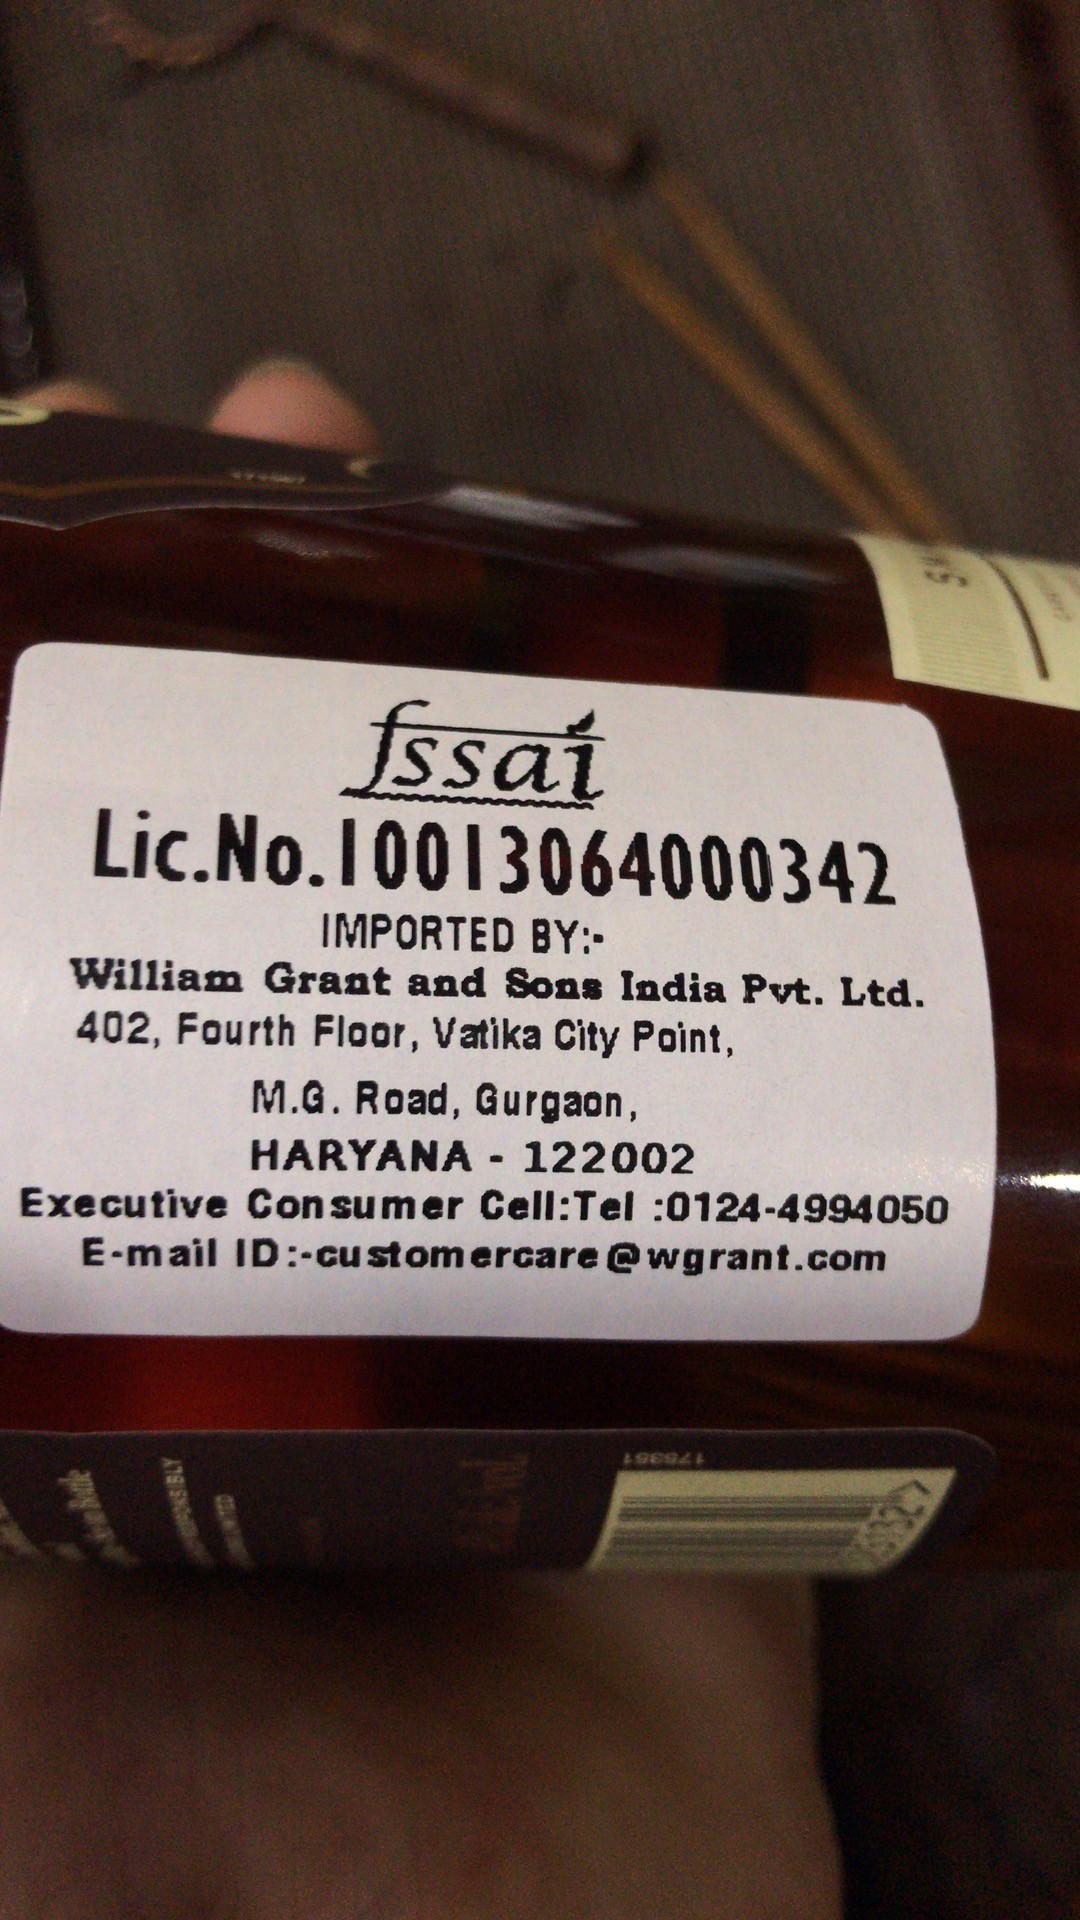 fssai
Lic.No.10013064000342
IMPORTED BY:-
William Grant and Sons India Pvt. Ltd.
402, Fourth Floor, Vatika City Point,
M.G. Road, Gurgaon,
HARYANA - 122002
Executive Consumer Cell:Tel :0124-4994050
E-mail ID:-customercare@wgrant.com
175351